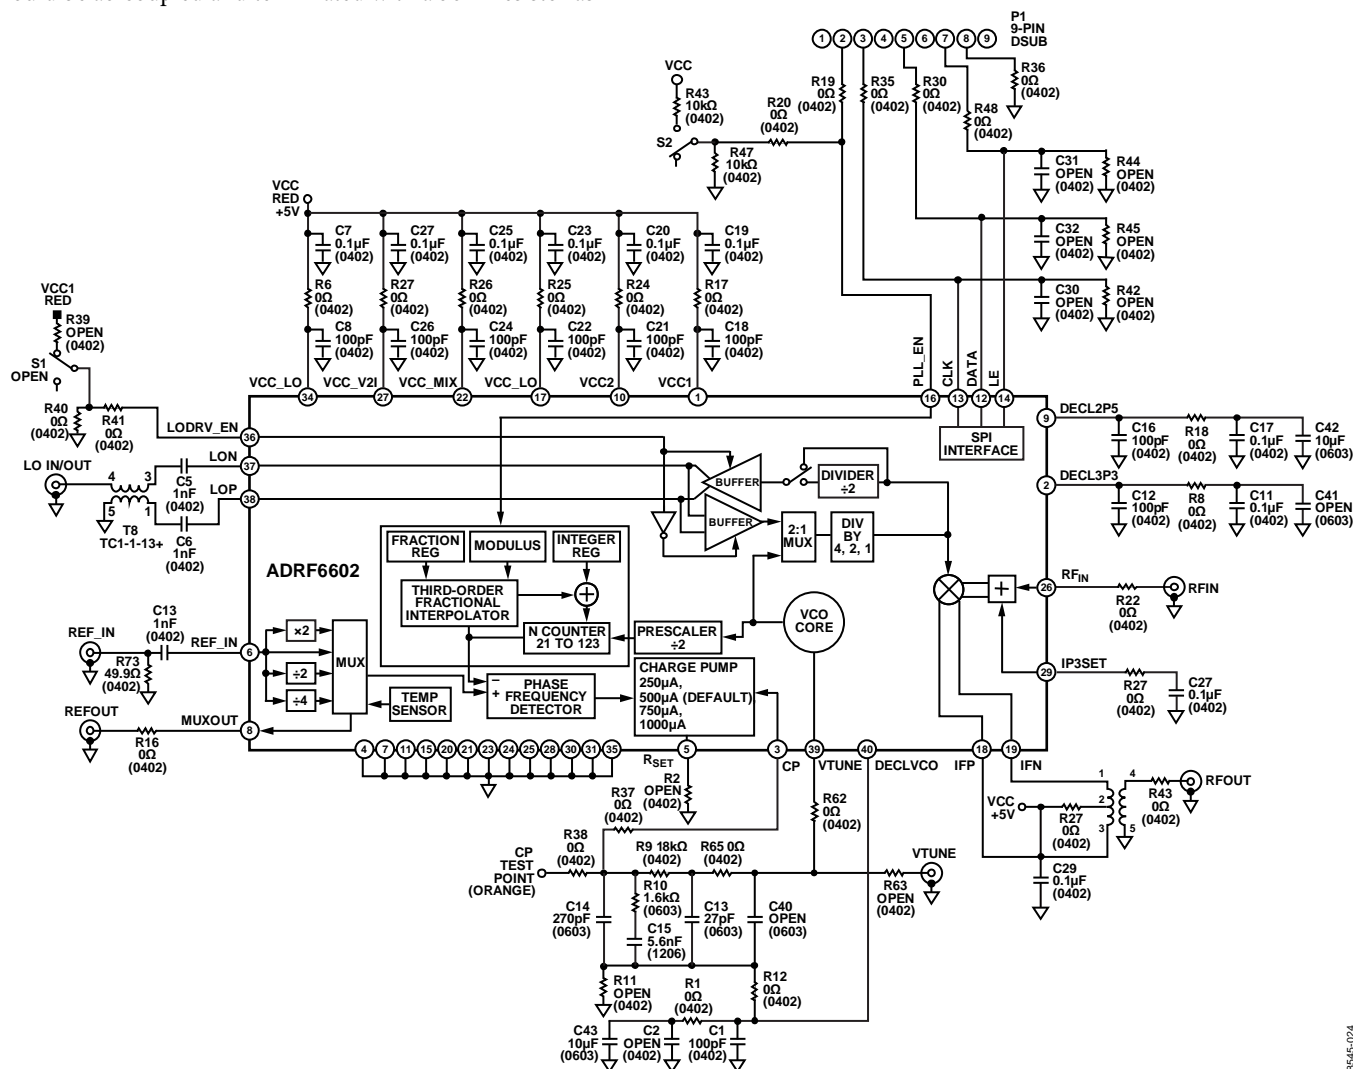 P1
9-PIN
DSUB
1 2 3 4 5 6 7 8 9
VCC
R43
10kΩ
(0402)
S2
R47
10kΩ
(0402)
R20
0Ω
(0402)
R19
0Ω
(0402)
R35
0Ω
(0402)
R30
0Ω
(0402)
R48
0Ω
(0402)
R36
0Ω
(0402)
C31
OPEN
(0402)
R44
OPEN
(0402)
C32
OPEN
(0402)
R45
OPEN
(0402)
C30
OPEN
(0402)
R42
OPEN
(0402)
VCC
RED
+5V
C7
0.1µF
(0402)
C27
0.1µF
(0402)
C25
0.1µF
(0402)
C23
0.1µF
(0402)
C20
0.1µF
(0402)
C19
0.1µF
(0402)
R6
0Ω
(0402)
R27
0Ω
(0402)
R26
0Ω
(0402)
R25
0Ω
(0402)
R24
0Ω
(0402)
R17
0Ω
(0402)
C8
100pF
(0402)
C26
100pF
(0402)
C24
100pF
(0402)
C22
100pF
(0402)
C21
100pF
(0402)
C18
100pF
(0402)
VCC1
RED
R39
OPEN
(0402)
S1
OPEN
R40
0Ω
(0402)
R41
0Ω
(0402)
VCC_LO
VCC_V2I
VCC_MIX
VCC_LO
VCC2
VCC1
PLL_EN
CLK
DATA
LE
34 27 22 17 10 1 16 13 12 14
SPI
INTERFACE
9
DECL2P5
C16
100pF
(0402)
R18
0Ω
(0402)
C17
0.1µF
(0402)
C42
10µF
(0603)
2
DECL3P3
C12
100pF
(0402)
R8
0Ω
(0402)
C11
0.1µF
(0402)
C41
OPEN
(0603)
LODRV_EN
36
LON
37
LOP
38
LO IN/OUT
4 3
5 1
C5
1nF
(0402)
T8
TC1-1-13+
C6
1nF
(0402)
BUFFER
BUFFER
DIVIDER
÷2
2:1
MUX
DIV
BY
4, 2, 1
ADRF6602
FRACTION
REG
MODULUS
INTEGER
REG
THIRD-ORDER
FRACTIONAL
INTERPOLATOR
+
N COUNTER
21 TO 123
PRESCALER
÷2
VCO
CORE
+
26
RFIN
R22
0Ω
(0402)
RFIN
29
IP3SET
R27
0Ω
(0402)
C27
0.1µF
(0402)
C13
1nF
(0402)
REF_IN
R73
49.9Ω
(0402)
REF_IN
6
×2
÷2
÷4
MUX
TEMP
SENSOR
– +
PHASE
FREQUENCY
DETECTOR
CHARGE PUMP
250µA,
500µA (DEFAULT)
750µA,
1000µA
REFOUT
R16
0Ω
(0402)
MUXOUT
8
4 7 11 15 20 21 23 24 25 28 30 31 35 5 3 39 40 18 19
RSET
CP
VTUNE
DECLVCO
IFP
IFN
R2
OPEN
(0402)
R37
0Ω
(0402)
R62
0Ω
(0402)
1
2
3
4
5
R43
0Ω
(0402)
RFOUT
VCC
+5V
R27
0Ω
(0402)
C29
0.1µF
(0402)
CP
TEST
POINT
(ORANGE)
R38
0Ω
(0402)
R9 18kΩ
(0402)
R65 0Ω
(0402)
VTUNE
R63
OPEN
(0402)
C14
270pF
(0603)
R10
1.6kΩ
(0603)
C15
5.6nF
(1206)
C13
27pF
(0603)
C40
OPEN
(0603)
R11
OPEN
(0402)
R12
0Ω
(0402)
R1
0Ω
(0402)
C43
10µF
(0603)
C2
OPEN
(0402)
C1
100pF
(0402)